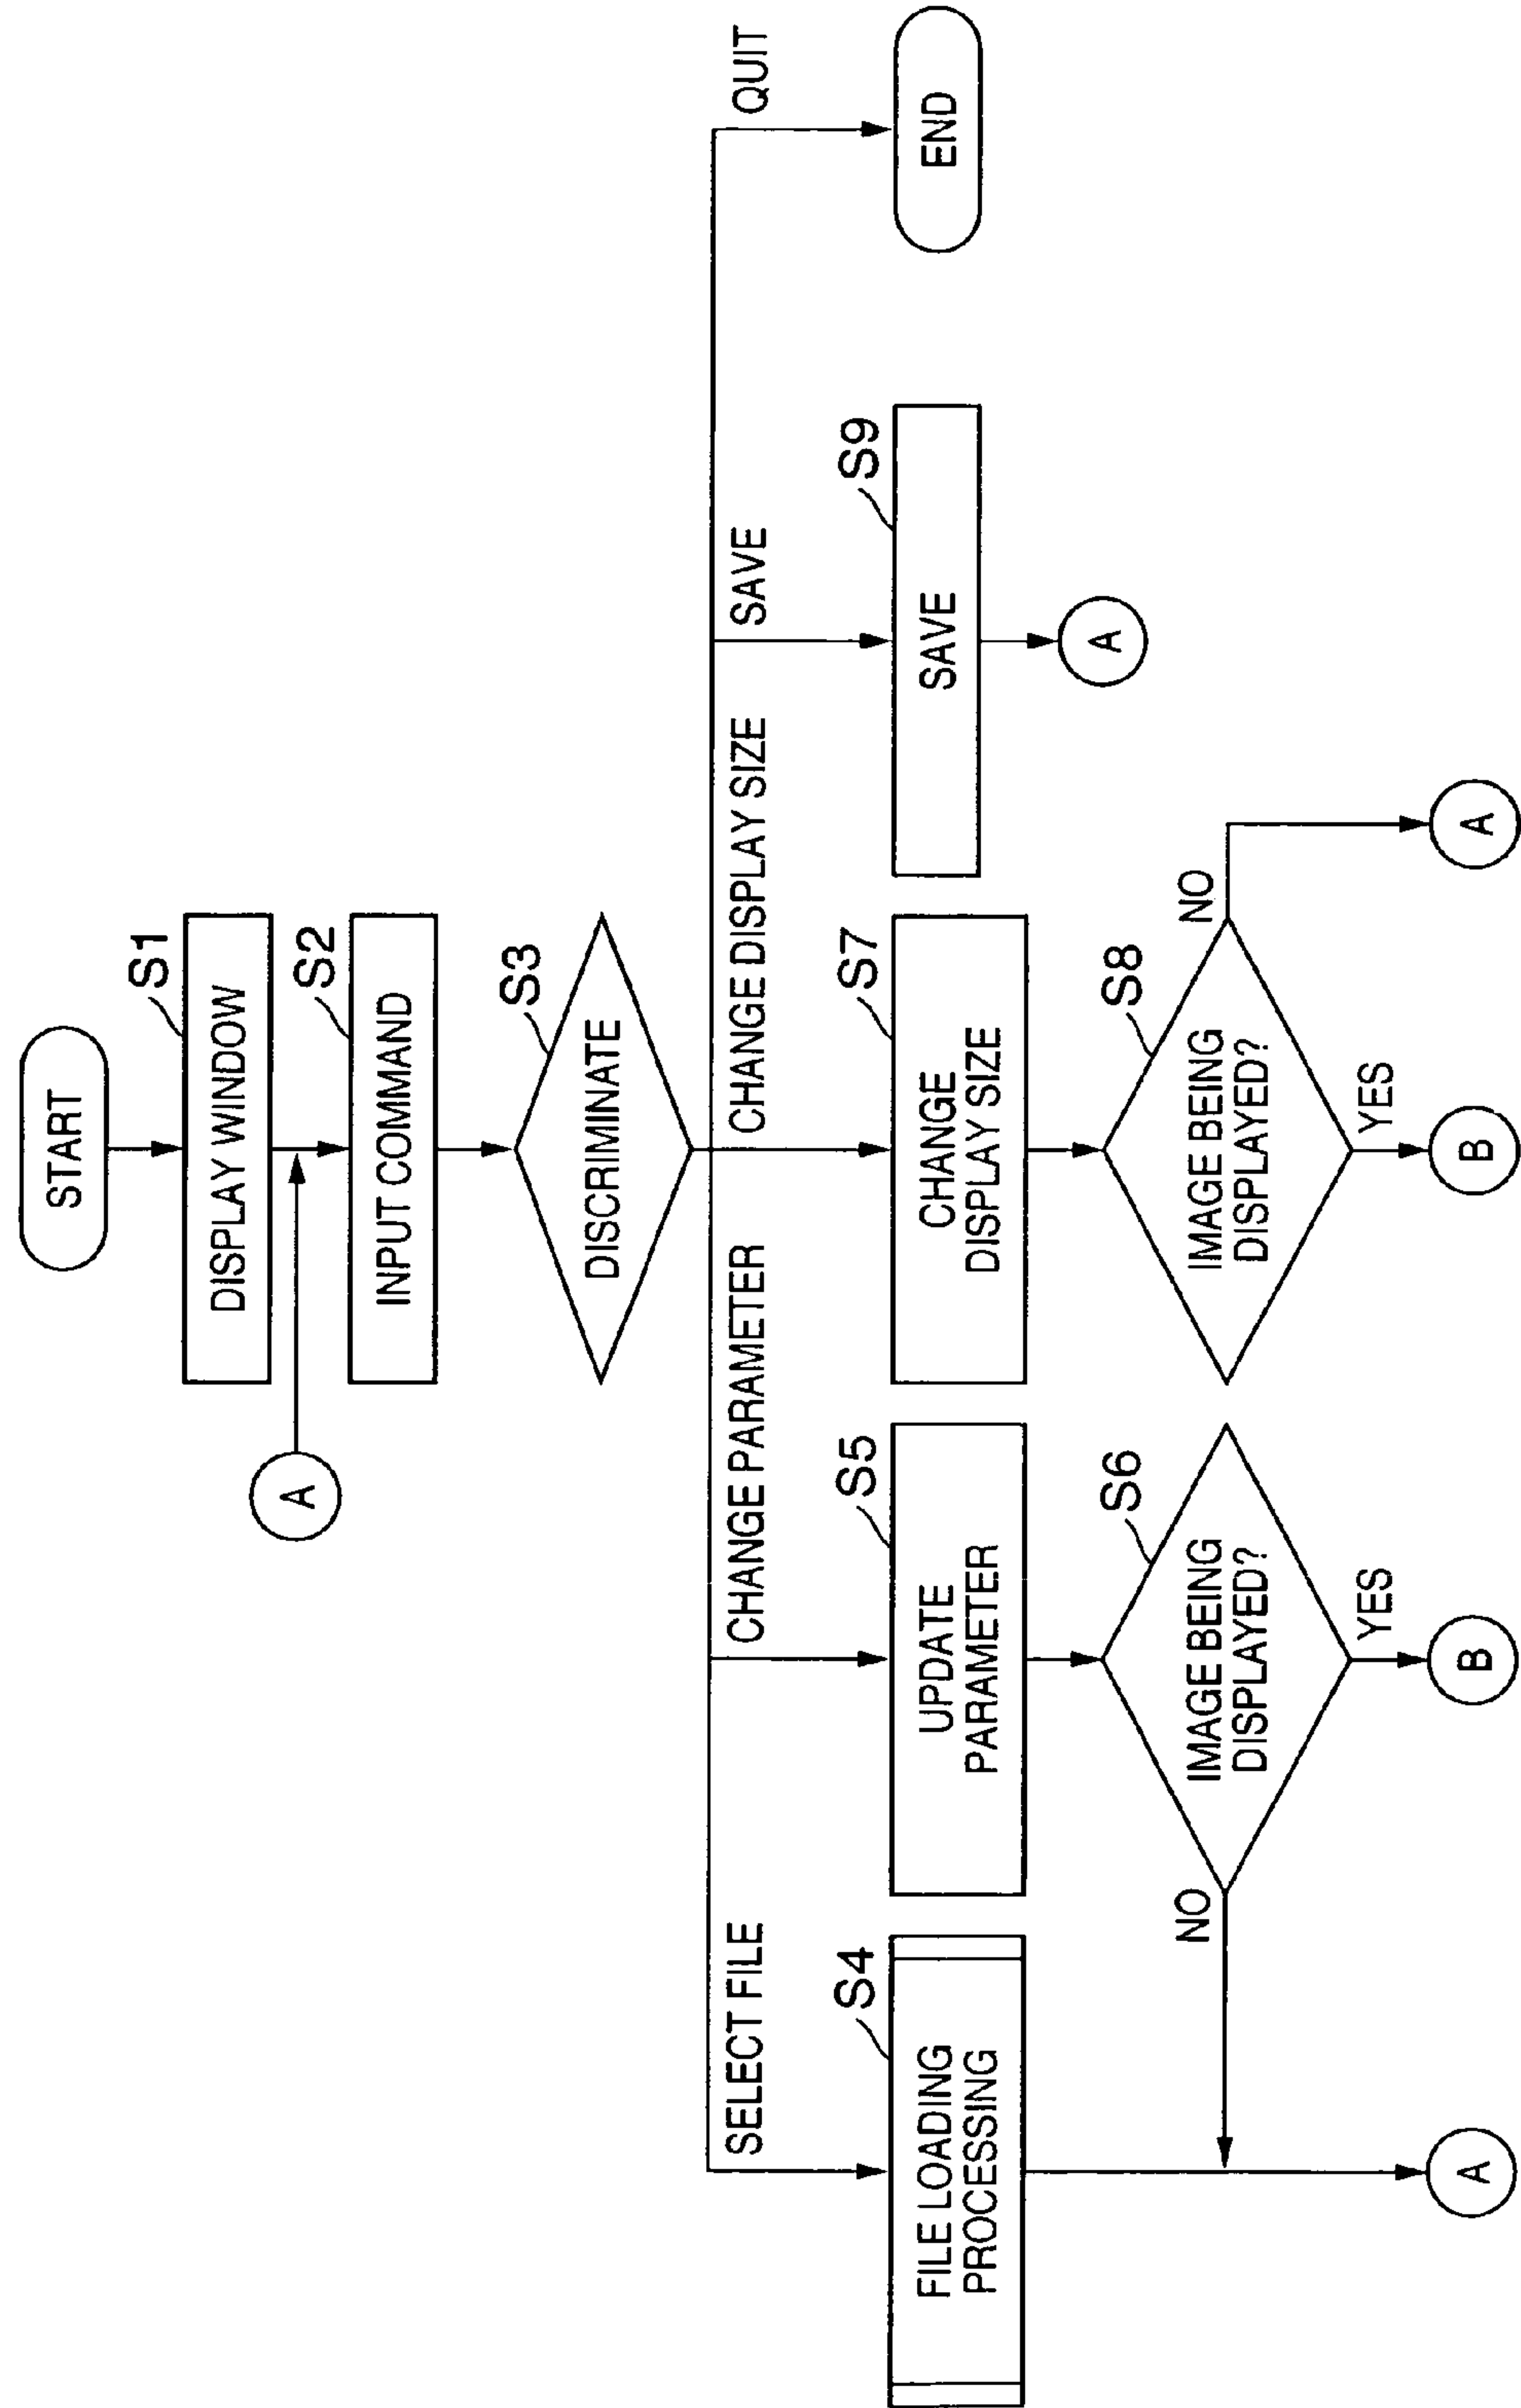 START
S1
DISPLAY WINDOW
A
S2
INPUT COMMAND
S3
DISCRIMINATE
SELECT FILE
CHANGE PARAMETER
CHANGE DISPLAY SIZE
SAVE
QUIT
S4
FILE LOADING
PROCESSING
S5
UPDATE
PARAMETER
S7
CHANGE
DISPLAY SIZE
S9
SAVE
END
S6
IMAGE BEING
DISPLAYED?
NO
YES
S8
IMAGE BEING
DISPLAYED?
NO
YES
A
A
B
B
A